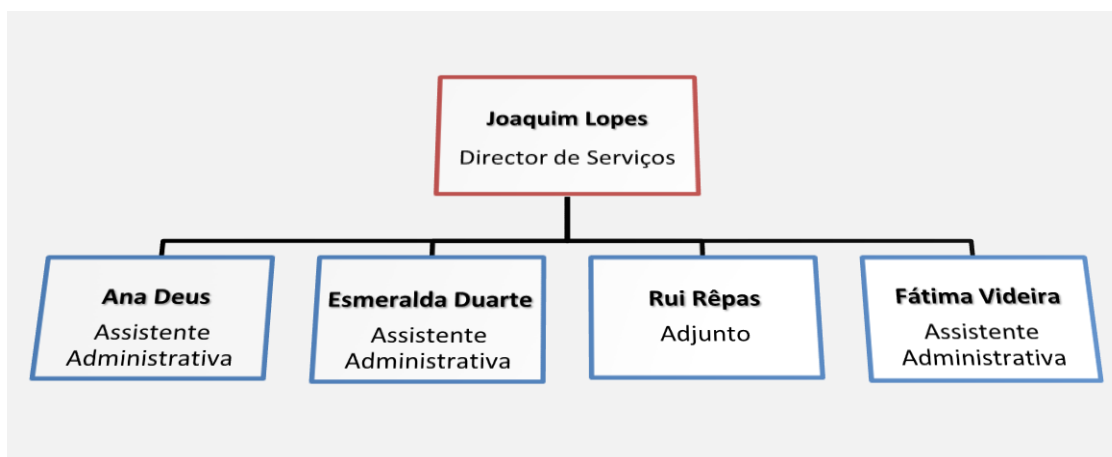 Joaquim Lopes
Director de Serviços
Ana Deus
Assistente
Administrativa
Esmeralda Duarte
Assistente
Administrativa
Rui Rêpas
Adjunto
Fátima Videira
Assistente
Administrativa